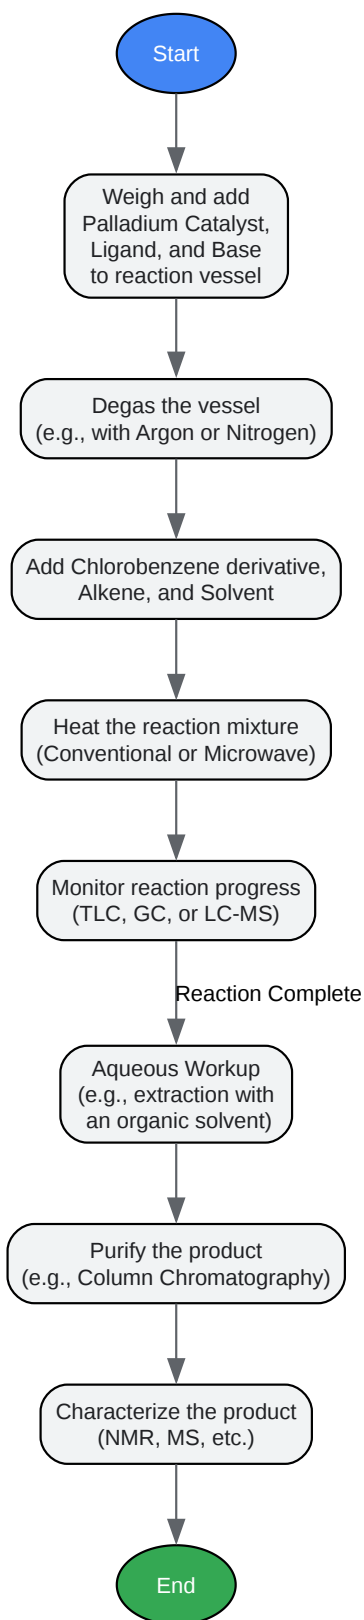 Start
Weigh and add
Palladium Catalyst,
Ligand, and Base
to reaction vessel
Degas the vessel
(e.g., with Argon or Nitrogen)
Add Chlorobenzene derivative,
Alkene, and Solvent
Heat the reaction mixture
(Conventional or Microwave)
Monitor reaction progress
(TLC, GC, or LC-MS)
Reaction Complete
Aqueous Workup
(e.g., extraction with
an organic solvent)
Purify the product
(e.g., Column Chromatography)
Characterize the product
(NMR, MS, etc.)
End